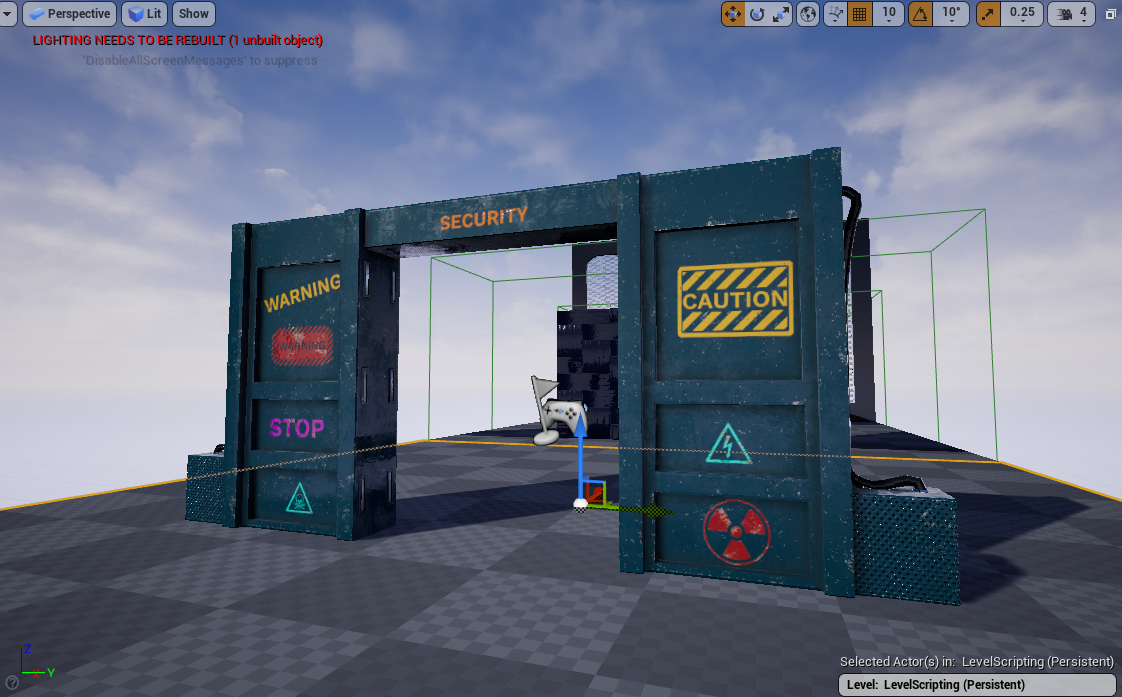 Perspective Lit Show 10 10° 0.25 4
LIGHTING NEEDS TO BE REBUILT (1 unbuilt object)
'DisableAllScreenMessages' to suppress
SECURITY
WARNING
CAUTION
WARNING
STOP
Z
X Y
Selected Actor(s) in: LevelScripting (Persistent)
Level: LevelScripting (Persistent)